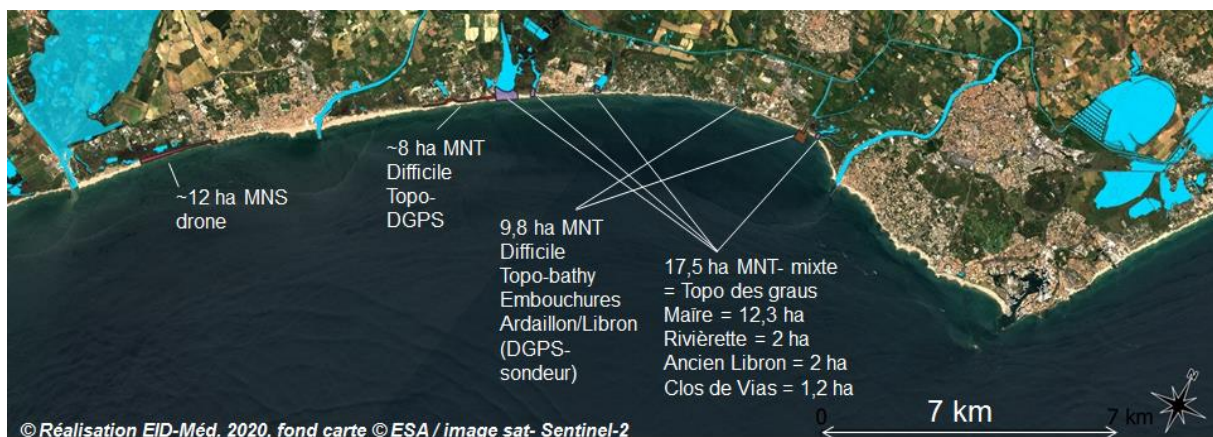 ~12 ha MNS
drone
~8 ha MNT
Difficile
Topo-
DGPS
9,8 ha MNT
Difficile
Topo-bathy
Embouchures
Ardaillon/Libron
(DGPS-
sondeur)
17,5 ha MNT- mixte
= Topo des graus
Maïre = 12,3 ha
Rivièrette = 2 ha
Ancien Libron = 2 ha
Clos de Vias = 1,2 ha
0 7 km 7 km
N
© Réalisation EID-Méd, 2020, fond carte © ESA / image sat- Sentinel-2